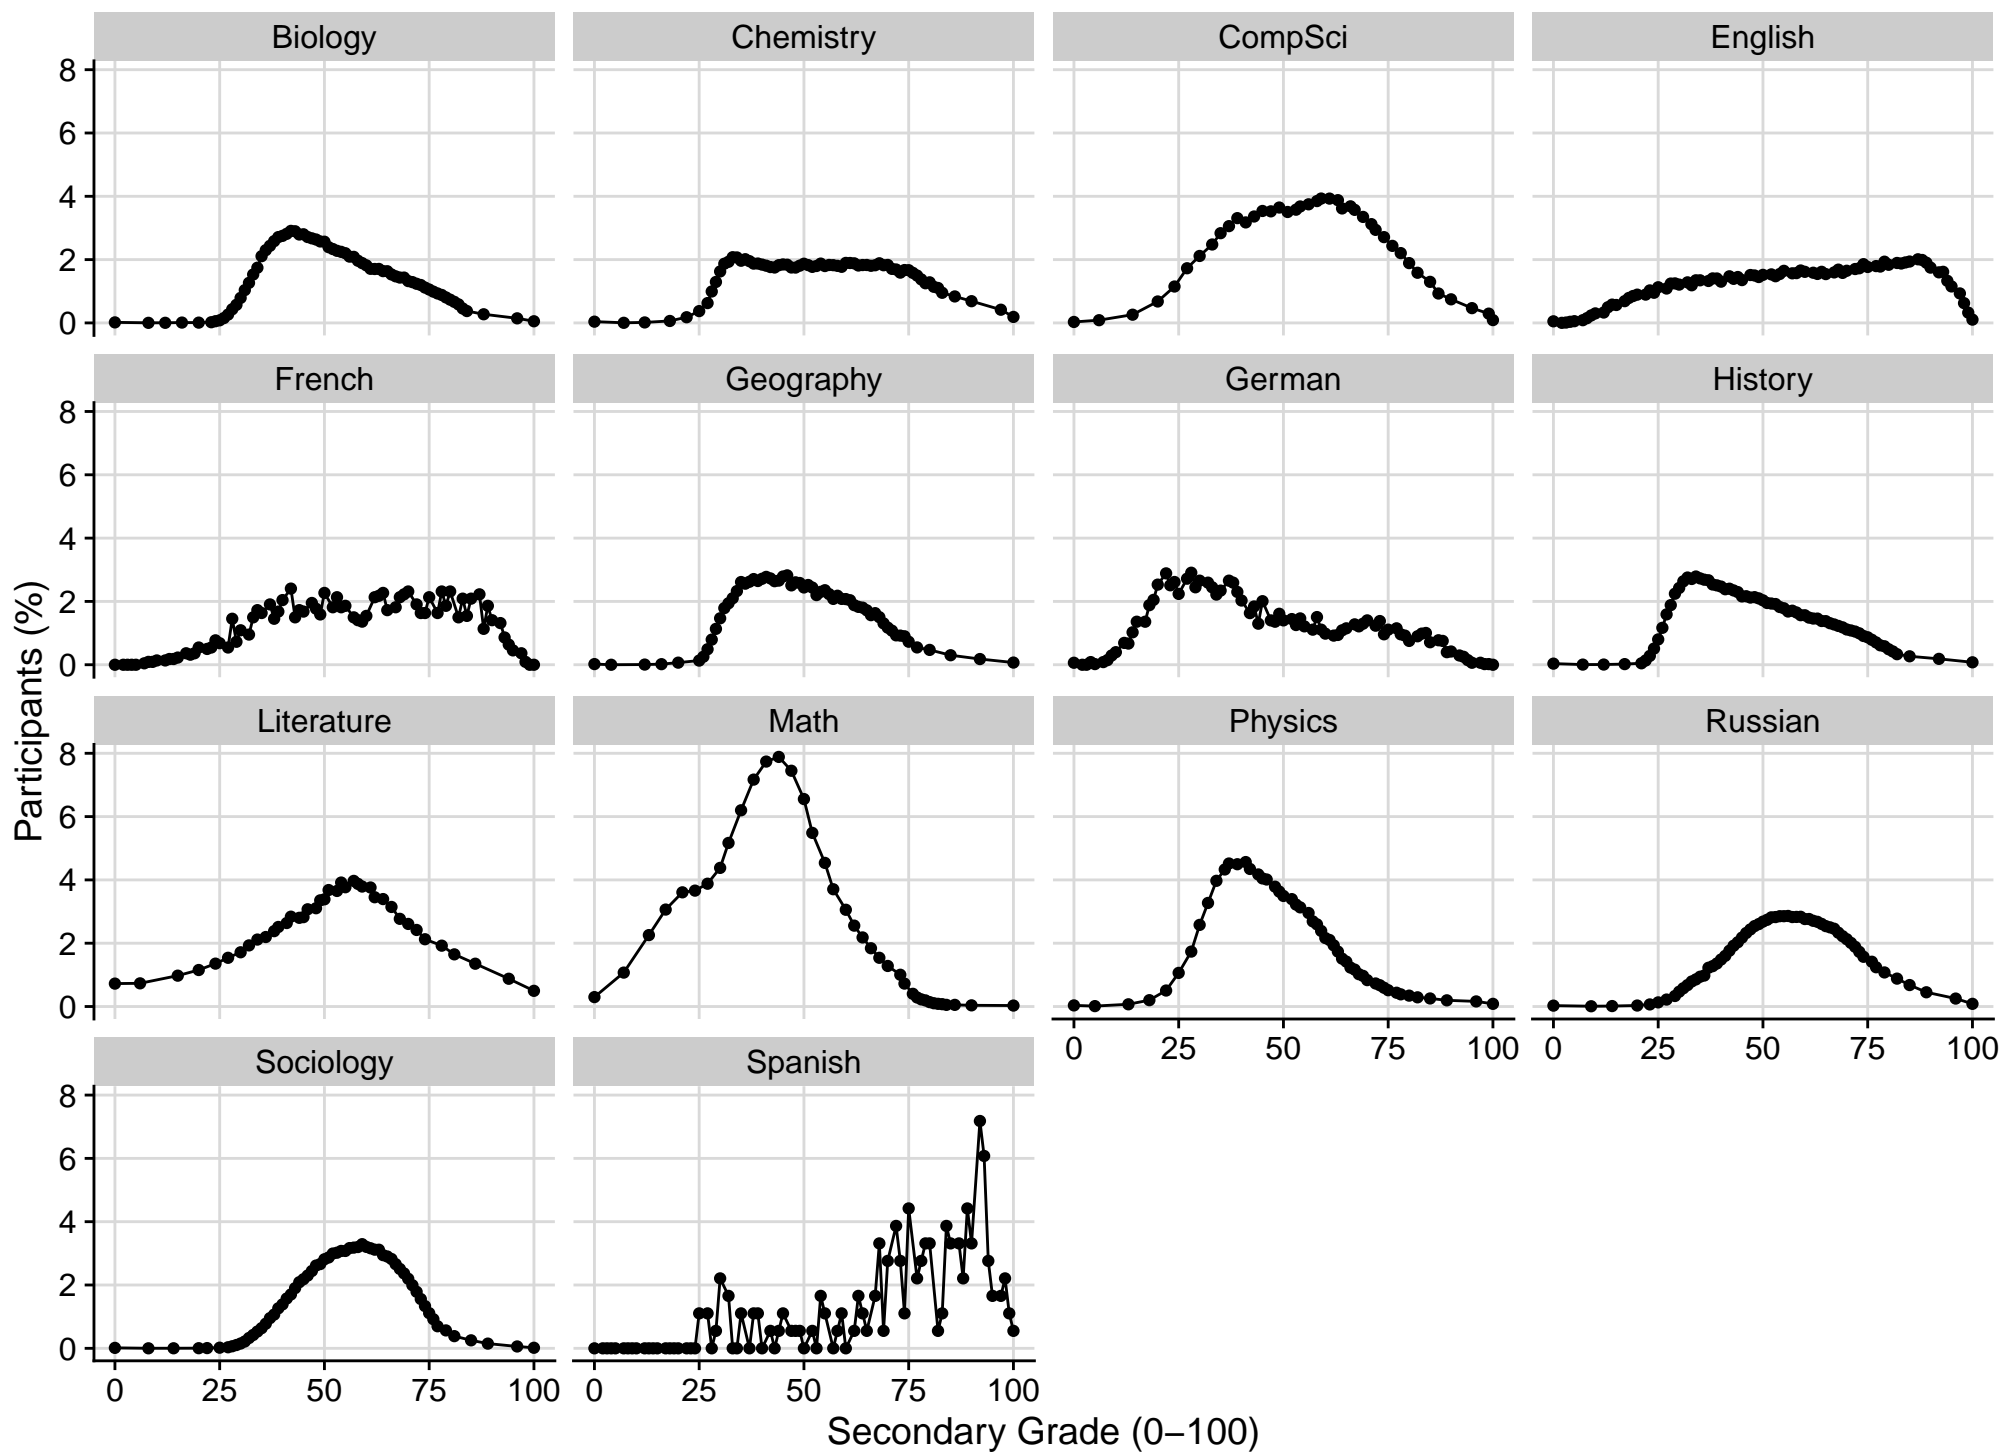 Biology
Chemistry
CompSci
English
8
6
4
2
0
French
Geography
German
History
8
6
4
2
0
Literature
Math
Physics
Russian
8
6
4
2
0
0 25 50 75 100
0 25 50 75 100
Sociology
Spanish
8
6
4
2
0
0 25 50 75 100
0 25 50 75 100
Participants (%)
Secondary Grade (0–100)